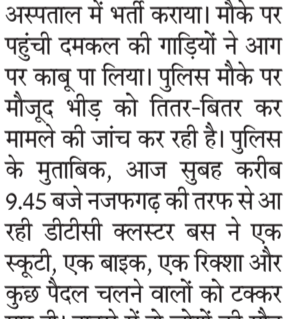 अस्पताल में भर्ती कराया। मौके पर
पहुंची दमकल की गाड़ियों ने आग
पर काबू पा लिया। पुलिस मौके पर
मौजूद भीड़ को तितर-बितर कर
मामले की जांच कर रही है। पुलिस
के मुताबिक, आज सुबह करीब
9.45 बजे नजफगढ़ की तरफ से आ
रही डीटीसी क्लस्टर बस ने एक
स्कूटी, एक बाइक, एक रिक्शा और
कुछ पैदल चलने वालों को टक्कर